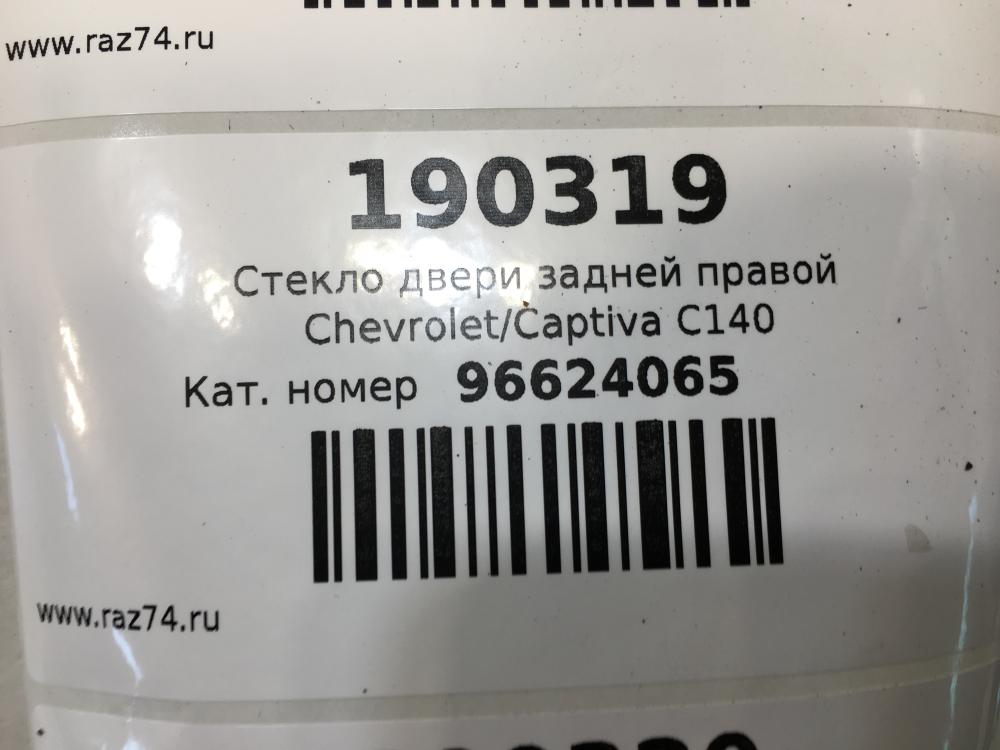 www.raz74.ru
190319
Стекло двери задней правой
Chevrolet/Captiva C140
Кат. номер 96624065
www.raz74.ru